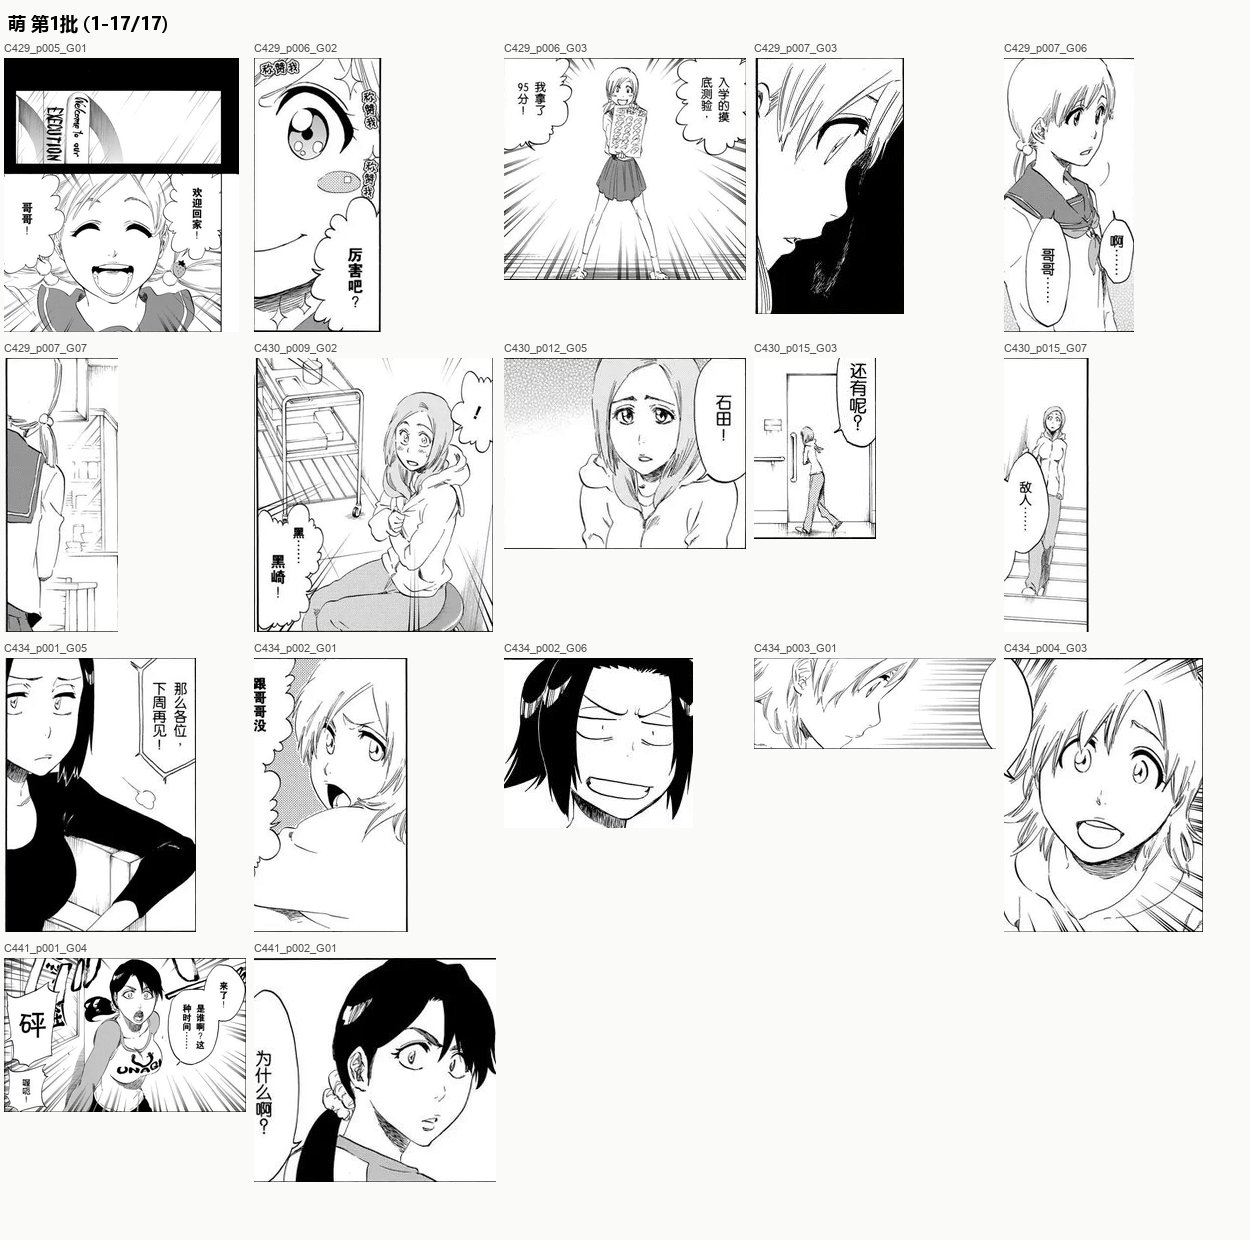 萌 第1批 (1-17/17)
C429_p005_G01
Welcome to our
EXECUTION
欢迎回家！
哥哥！
C429_p006_G02
称赞我
称赞我
称赞我
厉害吧？
C429_p006_G03
入学的摸
底测验，
我拿了
95分！
C429_p007_G03
C429_p007_G06
啊……
哥哥……
C429_p007_G07
C430_p009_G02
！
黑……
黑崎！
C430_p012_G05
石田！
C430_p015_G03
还有呢？
C430_p015_G07
敌人……
C434_p001_G05
那么各位，
下周再见！
C434_p002_G01
跟哥哥没
C434_p002_G06
C434_p003_G01
C434_p004_G03
C441_p001_G04
来了！
是谁啊？这
种时间……
砰
UNAGI
C441_p002_G01
为什么啊？